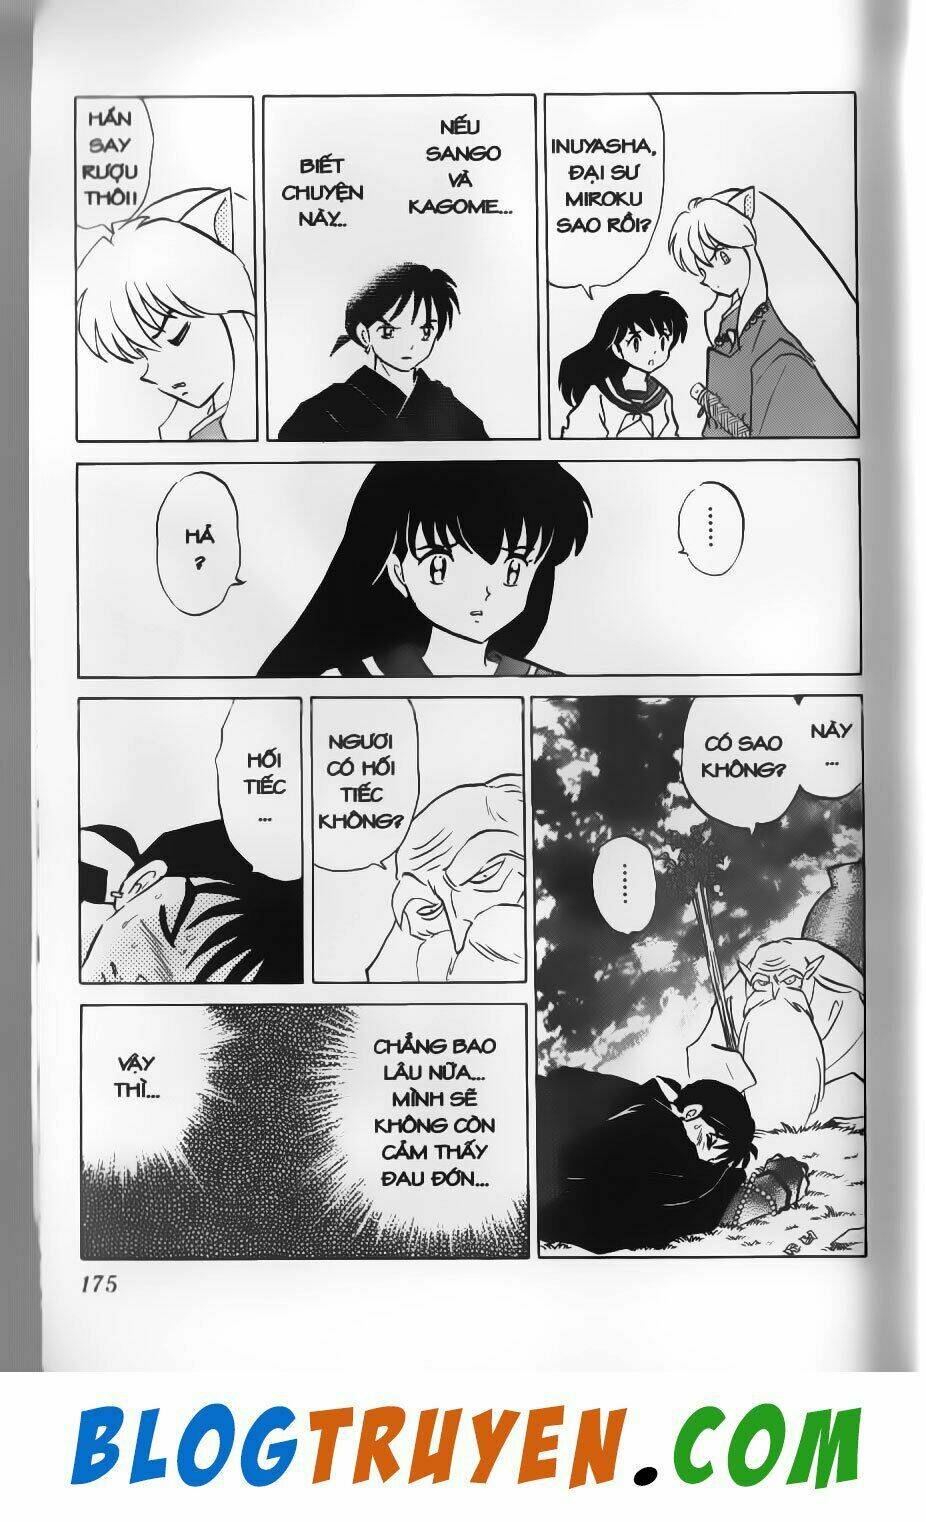 INUYASHA,
ĐẠI SƯ
MIROKU
SAO RỒI?
NẾU
SANGO
VÀ
KAGOME...
BIẾT
CHUYỆN
NÀY...
HẮN
SAY
RƯỢU
THÔI!
......
HẢ
?
NÀY
...
CÓ SAO
KHÔNG?
......
NGƯƠI
CÓ HỐI
TIẾC
KHÔNG?
HỐI
TIẾC
...
CHẲNG BAO
LÂU NỮA...
MÌNH SẼ
KHÔNG CÒN
CẢM THẤY
ĐAU ĐỚN...
VẬY
THÌ...
175
BLOGTRUYEN.COM